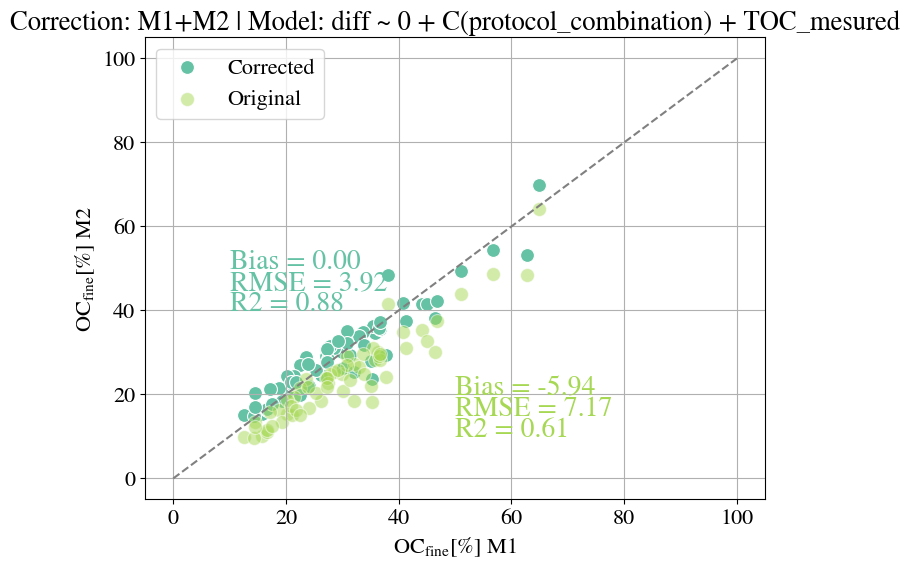 Correction: M1+M2 | Model: diff ~ 0 + C(protocol_combination) + TOC_mesured
100
80
60
40
20
0
OC_fine[%] M2
Corrected
Original
Bias = 0.00
RMSE = 3.92
R2 = 0.88
Bias = -5.94
RMSE = 7.17
R2 = 0.61
0 20 40 60 80 100
OC_fine[%] M1